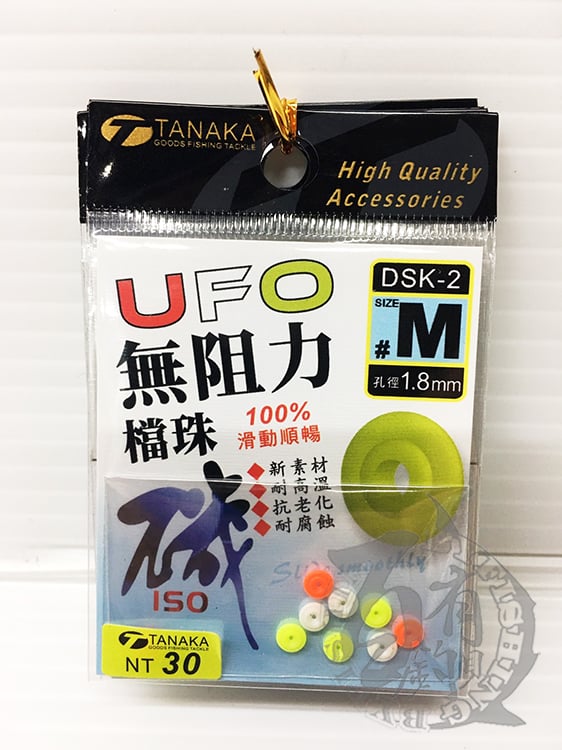 TANAKA
GOODS FISHING TACKLE
High Quality
Accessories
UFO
DSK-2
SIZE
#M
孔徑1.8mm
無阻力
檔珠
100%
滑動順暢
◆新素材
◆耐高溫
◆抗老化
◆耐腐蝕
磯
ISO
Slide smoothly
TANAKA
GOODS FISHING TACKLE
NT 30